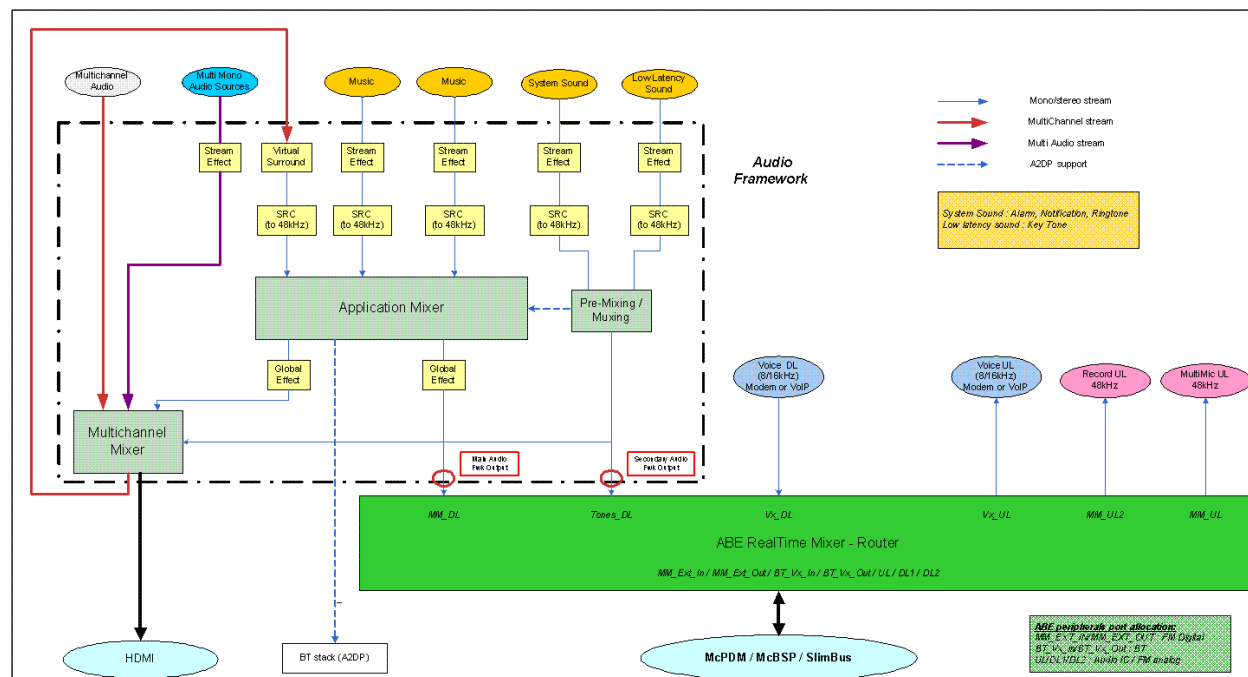 Multichannel
Audio
Multi Mono
Audio Sources
Music
Music
System Sound
Low Latency
Sound
Mono/stereo stream
MultiChannel stream
Multi Audio stream
A2DP support
Stream
Effect
Virtual
Surround
Stream
Effect
Stream
Effect
Stream
Effect
Stream
Effect
Audio
Framework
System Sound : Alarm, Notification, Ringtone
Low latency sound : Key Tone
SRC
(to 48kHz)
SRC
(to 48kHz)
SRC
(to 48kHz)
SRC
(to 48kHz)
SRC
(to 48kHz)
Application Mixer
Pre-Mixing /
Muxing
Global
Effect
Global
Effect
Voice DL
(8/16kHz)
Modem or VoIP
Voice UL
(8/16kHz)
Modem or VoIP
Record UL
48kHz
MultiMic UL
48kHz
Multichannel
Mixer
Main Audio
Fwk Output
Secondary Audio
Fwk Output
MM_DL
Tones_DL
Vx_DL
Vx_UL
MM_UL2
MM_UL
ABE RealTime Mixer - Router
MM_Ext_In / MM_Ext_Out / BT_Vx_In / BT_Vx_Out / UL / DL1 / DL2
HDMI
BT stack (A2DP)
McPDM / McBSP / SlimBus
ABE peripherals port allocation:
MM_EXT_IN/MM_EXT_OUT : FM Digital
BT_Vx_in/BT_Vx_Out : BT
UL/DL1/DL2 : Audio IC / FM analog